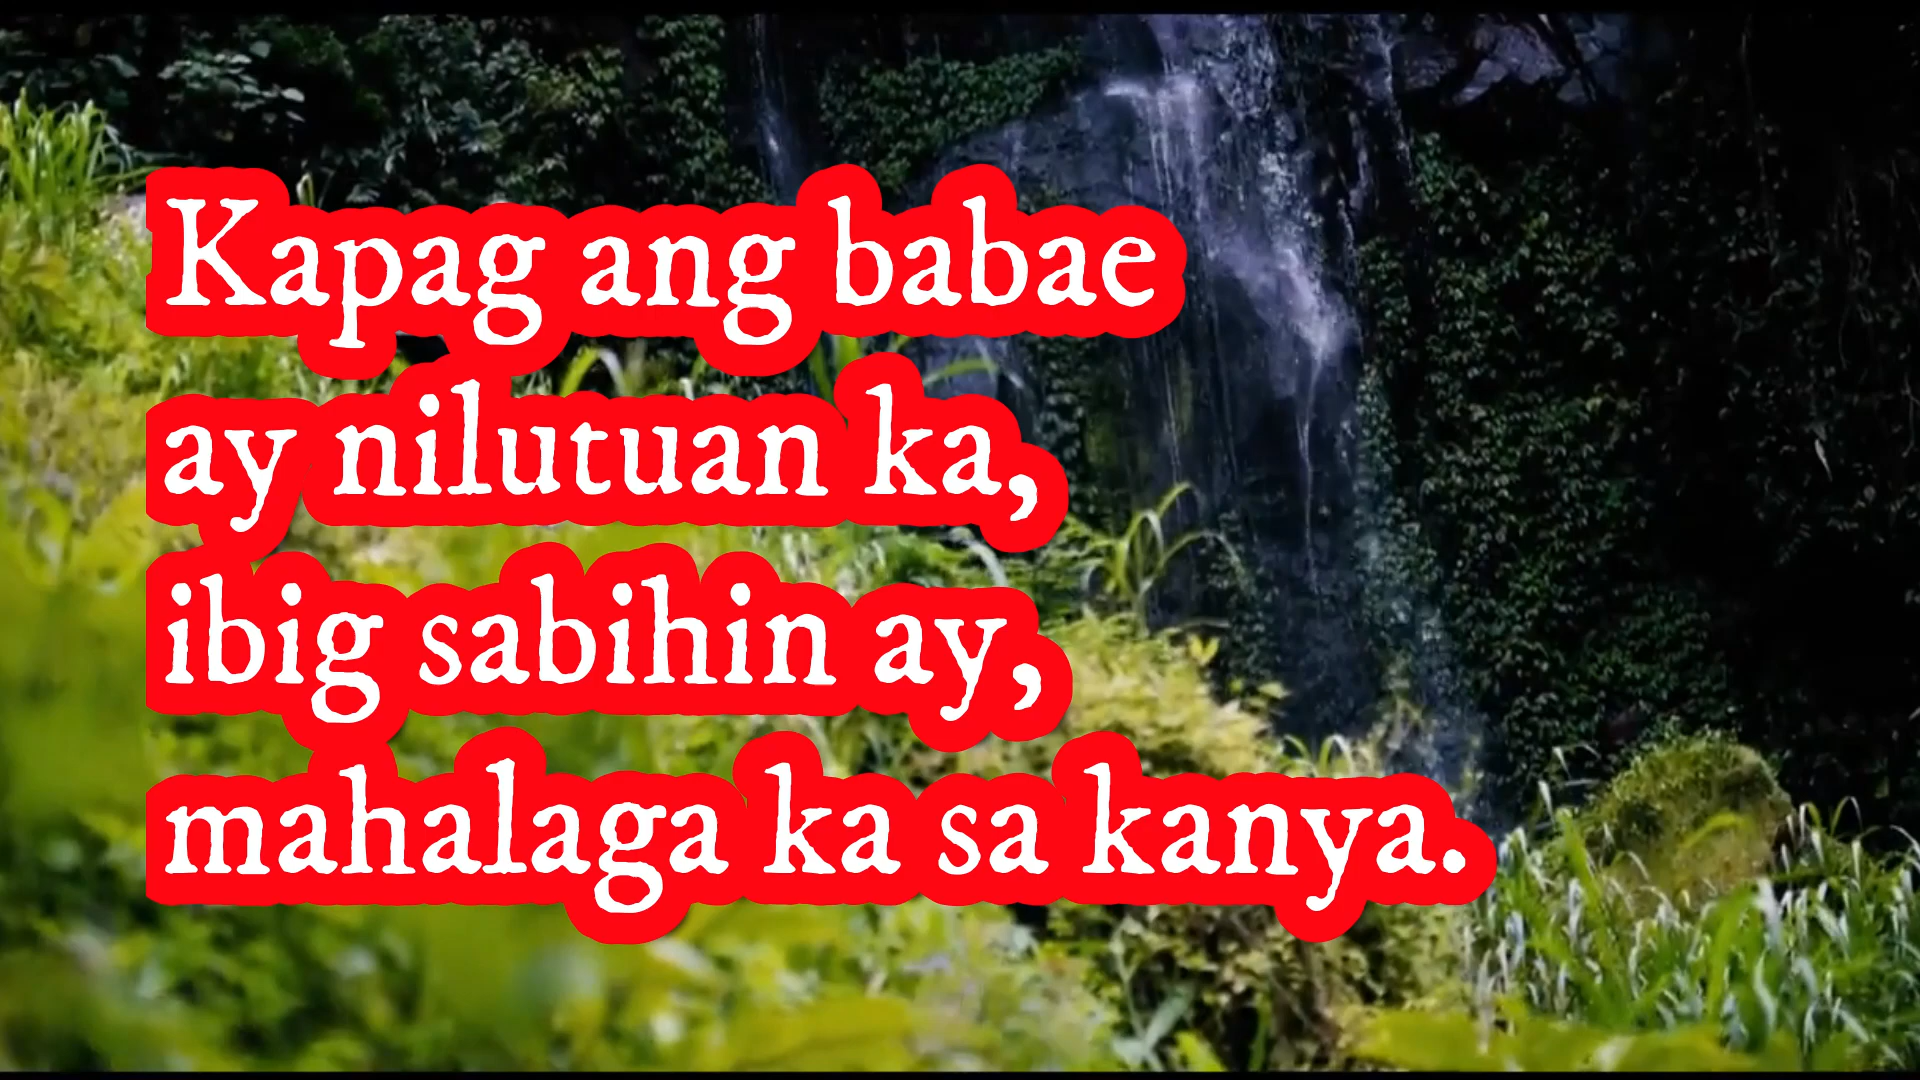 Kapag ang babae
ay nilutuan ka,
ibig sabihin ay,
mahalaga ka sa kanya.